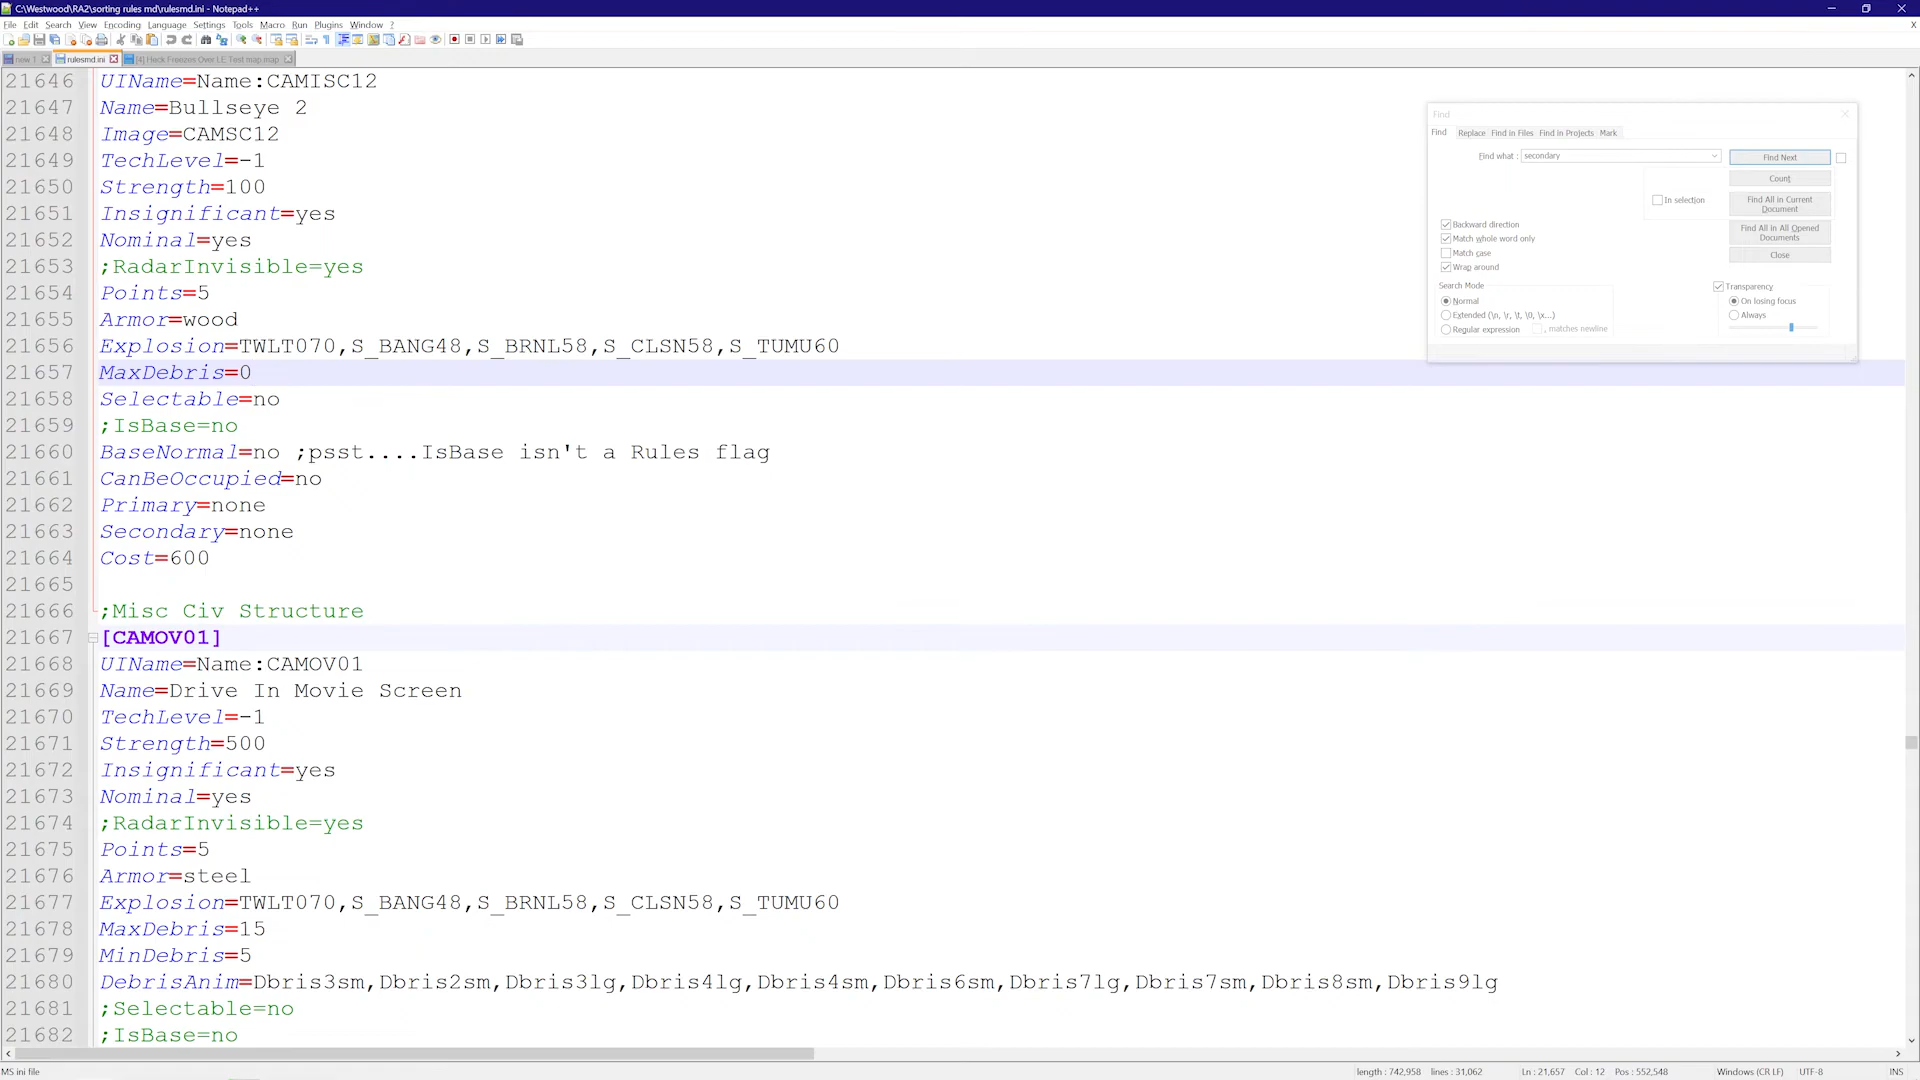 C:\Westwood\RA2\sorting rules md\rulesmd.ini - Notepad++
File Edit Search View Encoding Language Settings Tools Macro Run Plugins Window ?
new 1 rulesmd.ini [4] Heck Freezes Over LE Test map.map
21646 UIName=Name:CAMISC12
21647 Name=Bullseye 2
21648 Image=CAMSC12
21649 TechLevel=-1
21650 Strength=100
21651 Insignificant=yes
21652 Nominal=yes
21653 ;RadarInvisible=yes
21654 Points=5
21655 Armor=wood
21656 Explosion=TWLT070,S_BANG48,S_BRNL58,S_CLSN58,S_TUMU60
21657 MaxDebris=0
21658 Selectable=no
21659 ;IsBase=no
21660 BaseNormal=no ;psst....IsBase isn't a Rules flag
21661 CanBeOccupied=no
21662 Primary=none
21663 Secondary=none
21664 Cost=600
21665
21666 ;Misc Civ Structure
21667 [CAMOV01]
21668 UIName=Name:CAMOV01
21669 Name=Drive In Movie Screen
21670 TechLevel=-1
21671 Strength=500
21672 Insignificant=yes
21673 Nominal=yes
21674 ;RadarInvisible=yes
21675 Points=5
21676 Armor=steel
21677 Explosion=TWLT070,S_BANG48,S_BRNL58,S_CLSN58,S_TUMU60
21678 MaxDebris=15
21679 MinDebris=5
21680 DebrisAnim=Dbris3sm,Dbris2sm,Dbris3lg,Dbris4lg,Dbris4sm,Dbris6sm,Dbris7lg,Dbris7sm,Dbris8sm,Dbris9lg
21681 ;Selectable=no
21682 ;IsBase=no
Find
Find Replace Find in Files Find in Projects Mark
Find what : secondary
Find Next
Count
In selection
Find All in Current Document
Find All in All Opened Documents
Close
Backward direction
Match whole word only
Match case
Wrap around
Search Mode
Normal
Extended (\n, \r, \t, \0, \x...)
Regular expression . matches newline
Transparency
On losing focus
Always
MS ini file length : 742,958 lines : 31,062 Ln : 21,657 Col : 12 Pos : 552,548 Windows (CR LF) UTF-8 INS